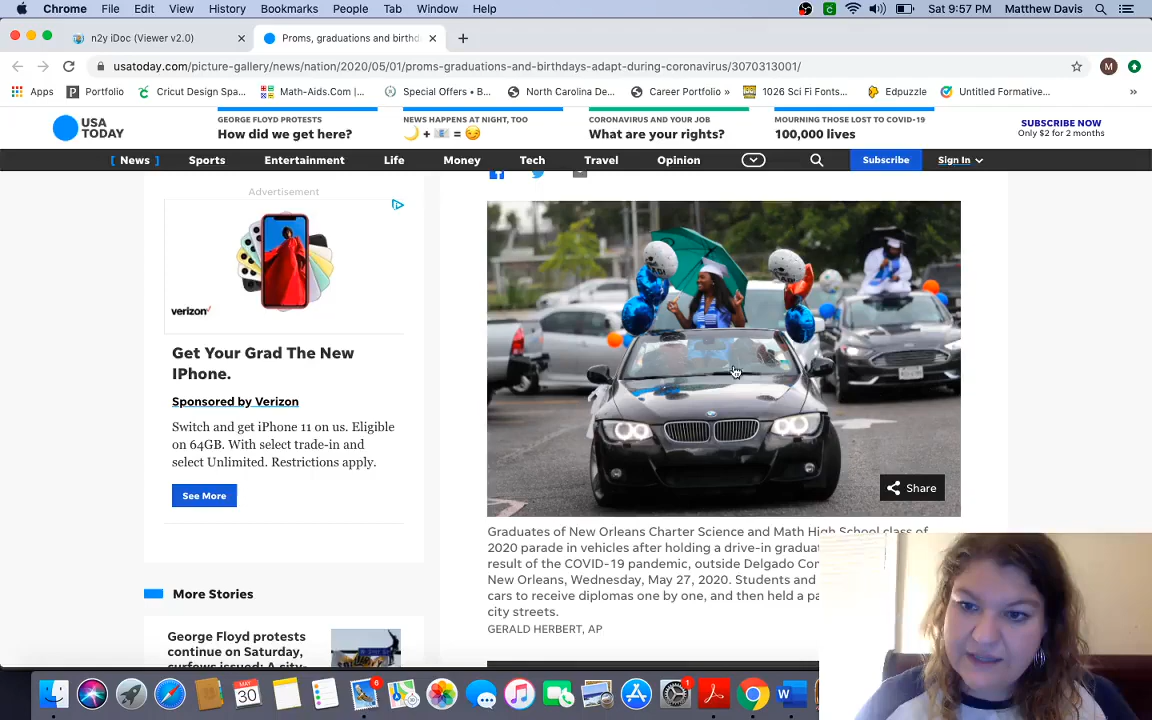 Chrome File Edit View History Bookmarks People Tab Window Help Sat 9:57 PM Matthew Davis
n2y iDoc (Viewer v2.0) Proms, graduations and birthd
usatoday.com/picture-gallery/news/nation/2020/05/01/proms-graduations-and-birthdays-adapt-during-coronavirus/3070313001/ M
Apps Portfolio Cricut Design Spa... Math-Aids.Com |... Special Offers • B... North Carolina De... Career Portfolio » 1026 Sci Fi Fonts... Edpuzzle Untitled Formative... »
USA TODAY
GEORGE FLOYD PROTESTS
How did we get here?
NEWS HAPPENS AT NIGHT, TOO
🌙 + 📧 = 😏
CORONAVIRUS AND YOUR JOB
What are your rights?
MOURNING THOSE LOST TO COVID-19
100,000 lives
SUBSCRIBE NOW
Only $2 for 2 months
[ News ] Sports Entertainment Life Money Tech Travel Opinion Subscribe Sign In
Advertisement
verizon✓
Get Your Grad The New
IPhone.
Sponsored by Verizon
Switch and get iPhone 11 on us. Eligible
on 64GB. With select trade-in and
select Unlimited. Restrictions apply.
See More
More Stories
George Floyd protests
continue on Saturday,
curfews issued: A city-
Share
Graduates of New Orleans Charter Science and Math High School class of
2020 parade in vehicles after holding a drive-in graduat
result of the COVID-19 pandemic, outside Delgado Con
New Orleans, Wednesday, May 27, 2020. Students and
cars to receive diplomas one by one, and then held a pa
city streets.
GERALD HERBERT, AP
MAY
30
6
1
W